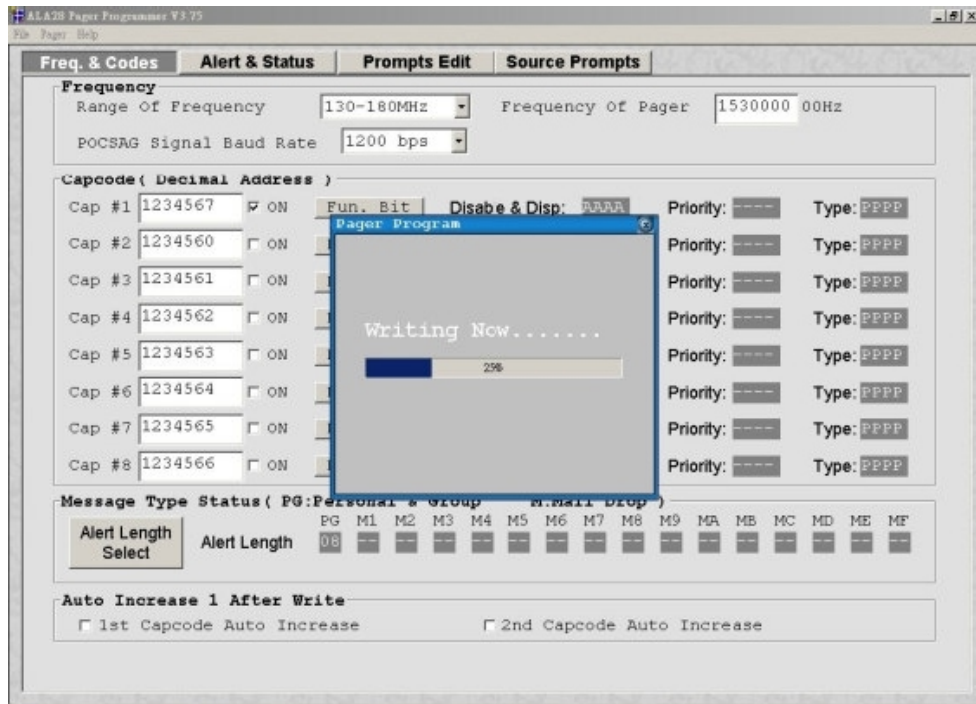 ALA28 Pager Programmer V3.75
File Pager Help
Freq. & Codes Alert & Status Prompts Edit Source Prompts
Frequency
Range Of Frequency 130-180MHz Frequency Of Pager 1530000 00Hz
POCSAG Signal Baud Rate 1200 bps
Capcode( Decimal Address )
Cap #1 1234567 ON Fun. Bit Disabe & Disp: AAAA Priority: ---- Type: PPPP
Pager Program
Cap #2 1234560 ON Priority: ---- Type: PPPP
Cap #3 1234561 ON Priority: ---- Type: PPPP
Cap #4 1234562 ON Priority: ---- Type: PPPP
Writing Now.......
Cap #5 1234563 ON Priority: ---- Type: PPPP
25%
Cap #6 1234564 ON Priority: ---- Type: PPPP
Cap #7 1234565 ON Priority: ---- Type: PPPP
Cap #8 1234566 ON Priority: ---- Type: PPPP
Message Type Status( PG:Personal & Group M:Mail Drop )
PG M1 M2 M3 M4 M5 M6 M7 M8 M9 MA MB MC MD ME MF
Alert Length Select Alert Length 08 -- -- -- -- -- -- -- -- -- -- -- -- -- -- --
Auto Increase 1 After Write
1st Capcode Auto Increase 2nd Capcode Auto Increase